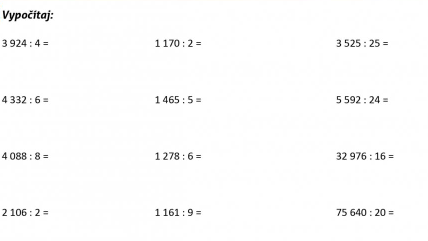 Vypočítaj:
3 924 : 4 = 1 170 : 2 = 3 525 : 25 =
4 332 : 6 = 1 465 : 5 = 5 592 : 24 =
4 088 : 8 = 1 278 : 6 = 32 976 : 16 =
2 106 : 2 = 1 161 : 9 = 75 640 : 20 =